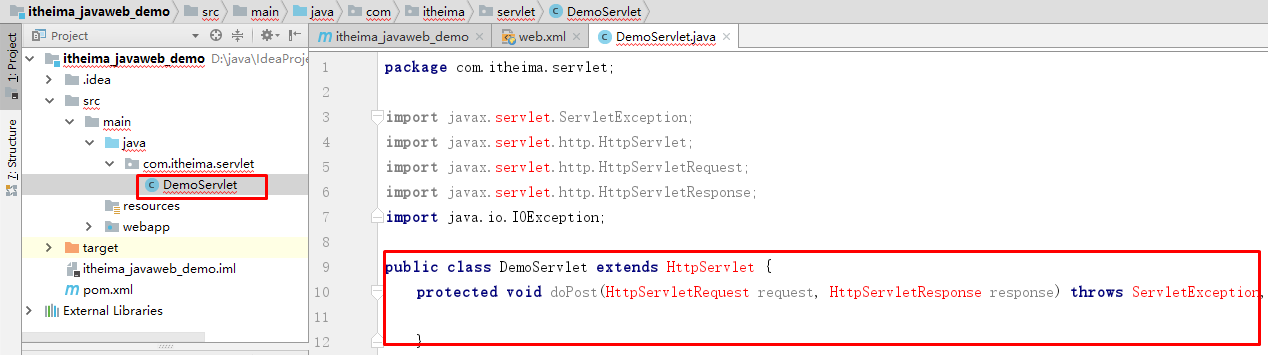 itheima_javaweb_demo src main java com itheima servlet DemoServlet
1: Project
7: Structure
Project
itheima_javaweb_demo D:\java\IdeaProje
.idea
src
main
java
com.itheima.servlet
DemoServlet
resources
webapp
target
itheima_javaweb_demo.iml
pom.xml
External Libraries
itheima_javaweb_demo web.xml DemoServlet.java
1 package com.itheima.servlet;
2
3 import javax.servlet.ServletException;
4 import javax.servlet.http.HttpServlet;
5 import javax.servlet.http.HttpServletRequest;
6 import javax.servlet.http.HttpServletResponse;
7 import java.io.IOException;
8
9 public class DemoServlet extends HttpServlet {
10 protected void doPost(HttpServletRequest request, HttpServletResponse response) throws ServletException,
11
12 }